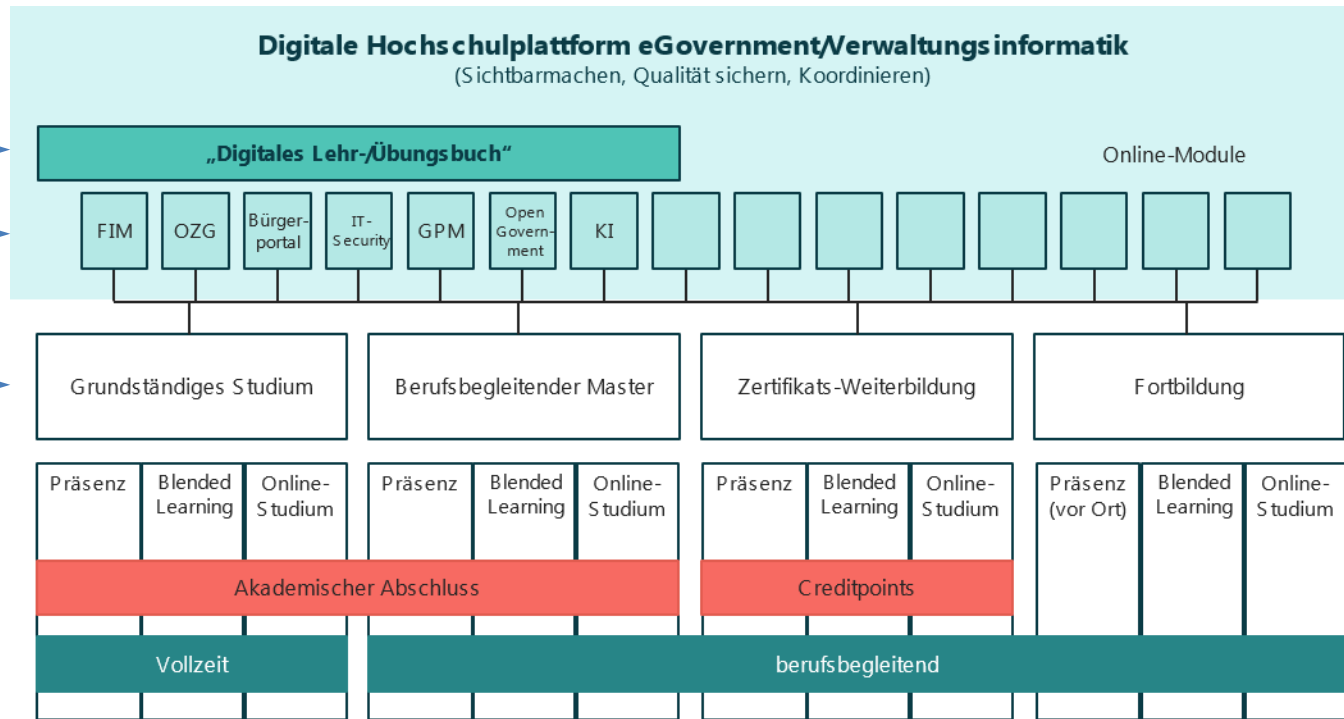 Digitale Hochschulplattform eGovernment/Verwaltungsinformatik
(Sichtbarmachen, Qualität sichern, Koordinieren)
„Digitales Lehr-/Übungsbuch“
Online-Module
FIM
OZG
Bürger-
portal
IT-
Security
GPM
Open
Govern-
ment
KI
Grundständiges Studium
Berufsbegleitender Master
Zertifikats-Weiterbildung
Fortbildung
Präsenz
Blended
Learning
Online-
Studium
Präsenz
Blended
Learning
Online-
Studium
Präsenz
Blended
Learning
Online-
Studium
Präsenz
(vor Ort)
Blended
Learning
Online-
Studium
Akademischer Abschluss
Creditpoints
Vollzeit
berufsbegleitend